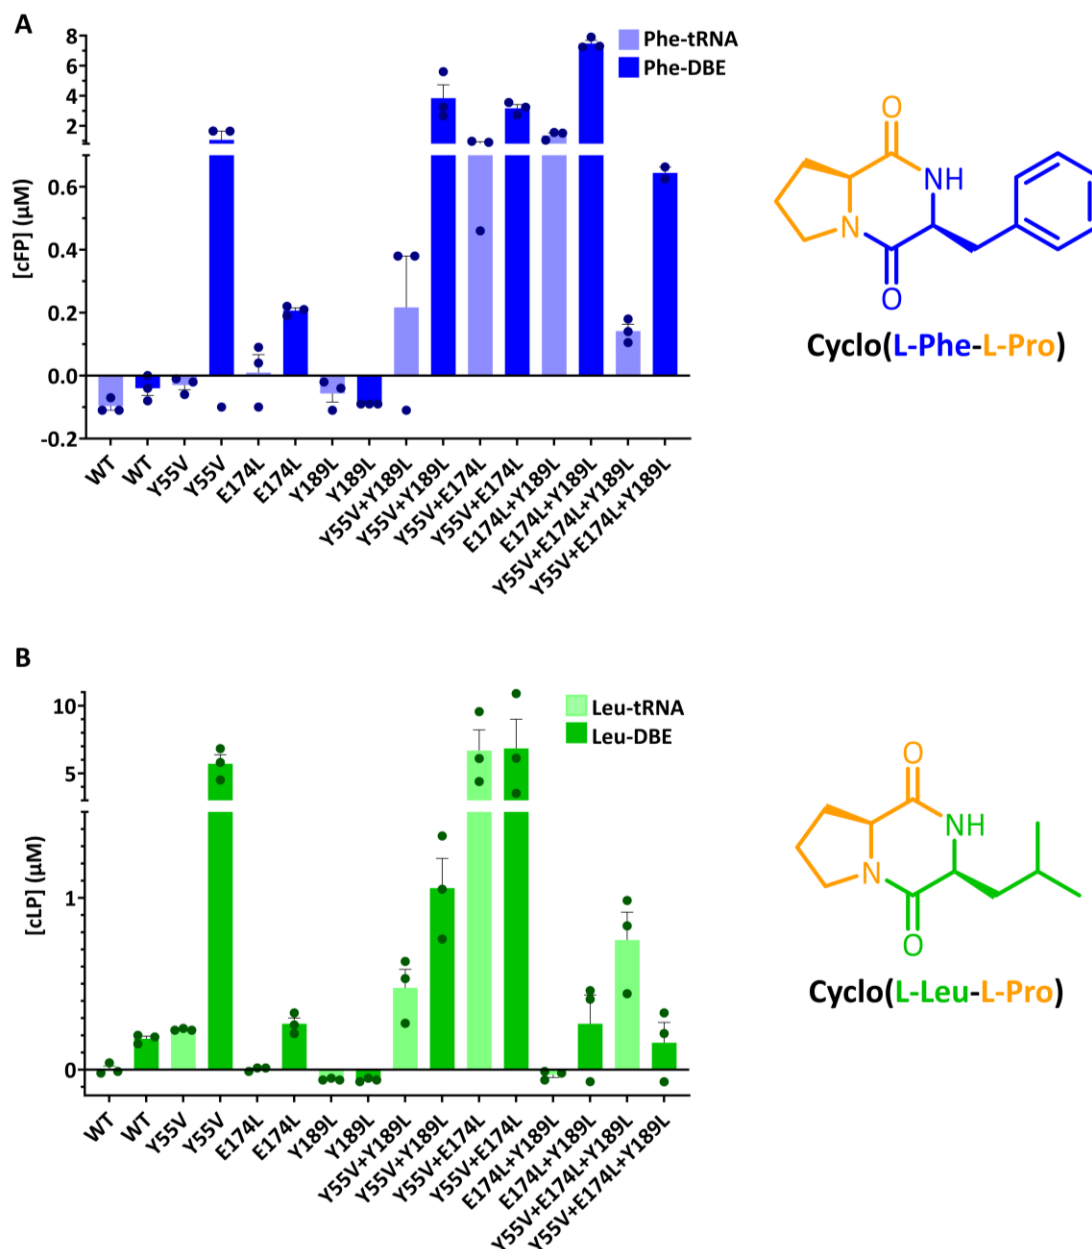 A
8
6
4
2
0.6
0.4
0.2
0.0
-0.2
[cFP] (μM)
Phe-tRNA
Phe-DBE
WT
WT
Y55V
Y55V
E174L
E174L
Y189L
Y189L
Y55V+Y189L
Y55V+Y189L
Y55V+E174L
Y55V+E174L
E174L+Y189L
E174L+Y189L
Y55V+E174L+Y189L
Y55V+E174L+Y189L
O
NH
N
O
Cyclo(L-Phe-L-Pro)
B
10
5
1
0
[cLP] (μM)
Leu-tRNA
Leu-DBE
WT
WT
Y55V
Y55V
E174L
E174L
Y189L
Y189L
Y55V+Y189L
Y55V+Y189L
Y55V+E174L
Y55V+E174L
E174L+Y189L
E174L+Y189L
Y55V+E174L+Y189L
Y55V+E174L+Y189L
O
NH
N
O
Cyclo(L-Leu-L-Pro)